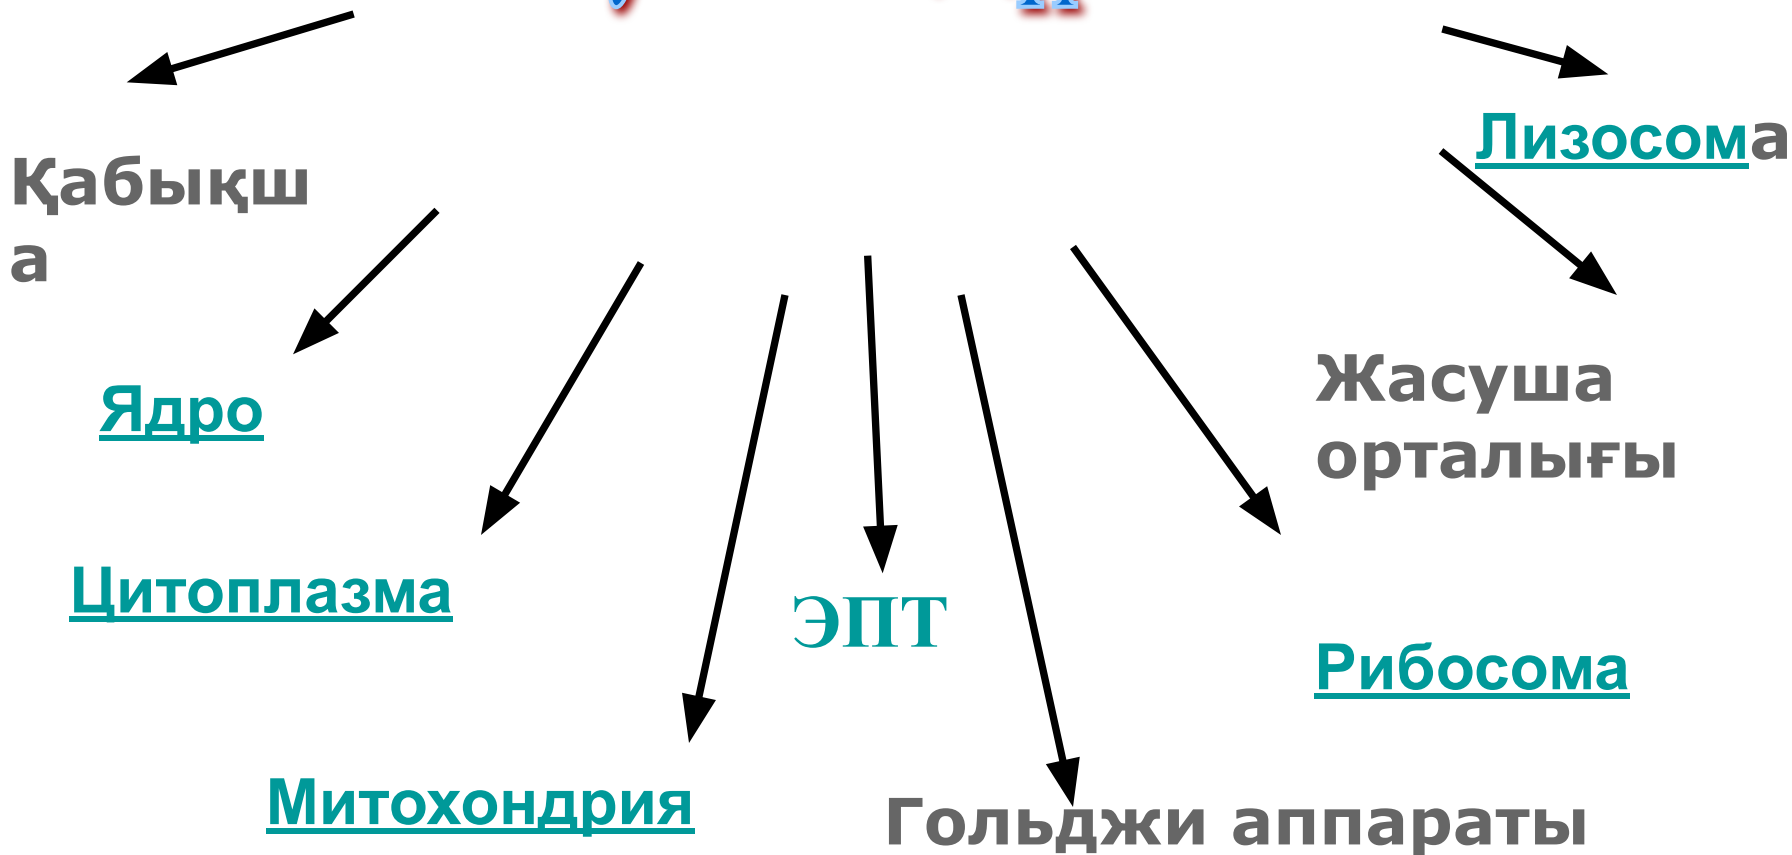 Лизосома
Қабықш
а
Жасуша
орталығы
Ядро
Цитоплазма
ЭПТ
Рибосома
Митохондрия
Гольджи аппараты